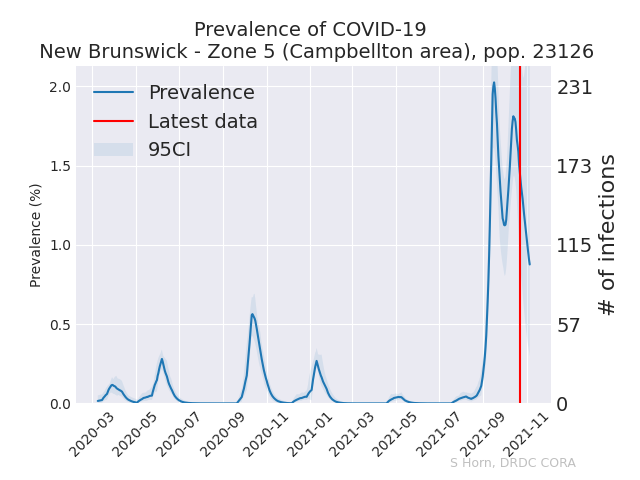 Prevalence of COVID-19
New Brunswick - Zone 5 (Campbellton area), pop. 23126
Prevalence
Latest data
95CI
Prevalence (%)
2.0
1.5
1.0
0.5
0.0
231
173
115
57
0
# of infections
2020-03
2020-05
2020-07
2020-09
2020-11
2021-01
2021-03
2021-05
2021-07
2021-09
2021-11
S Horn, DRDC CORA